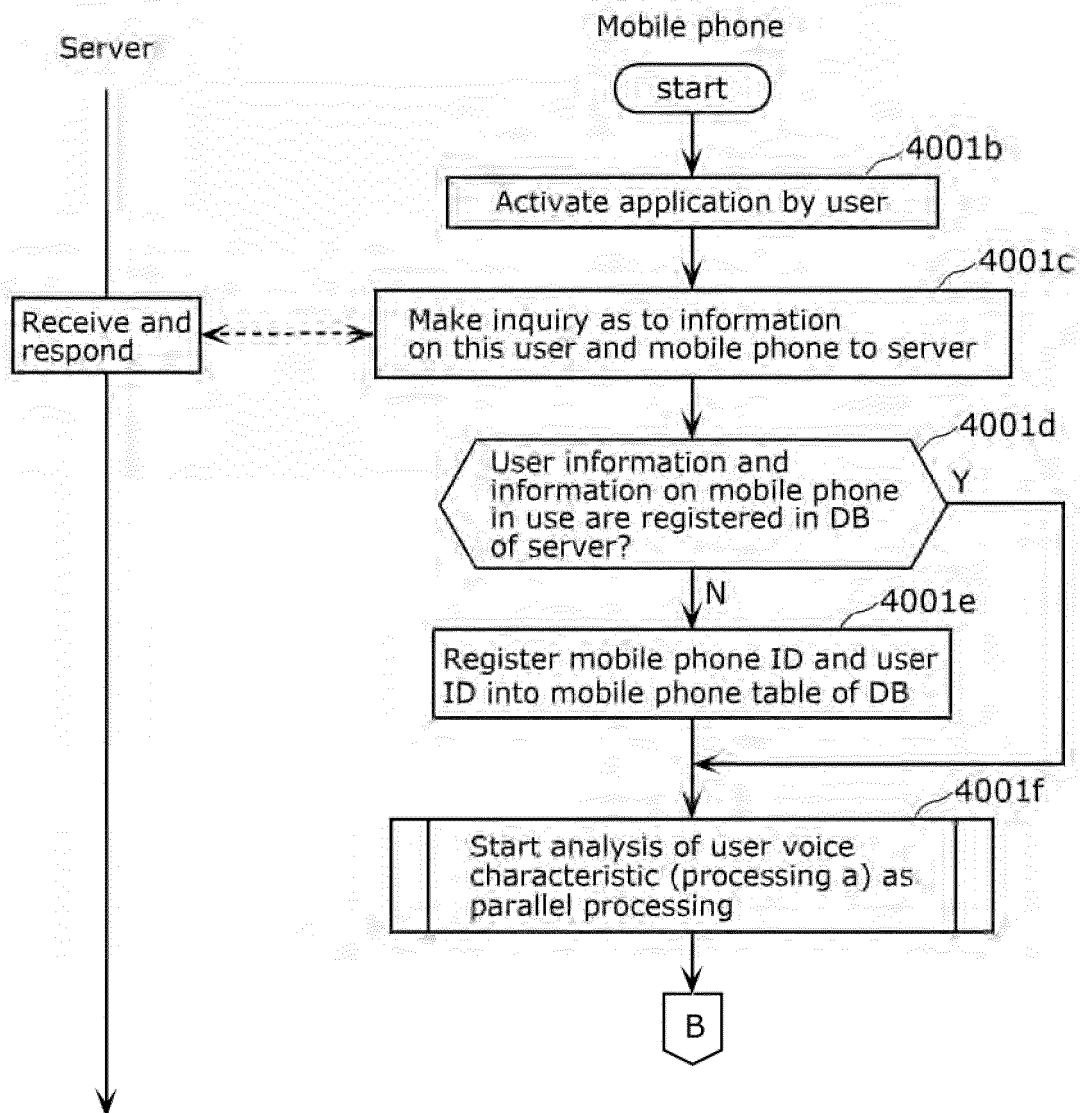 Mobile phone
Server
start
4001b
Activate application by user
4001c
Receive and
respond
Make inquiry as to information
on this user and mobile phone to server
4001d
User information and
information on mobile phone
in use are registered in DB
of server?
Y
N
4001e
Register mobile phone ID and user
ID into mobile phone table of DB
4001f
Start analysis of user voice
characteristic (processing a) as
parallel processing
B